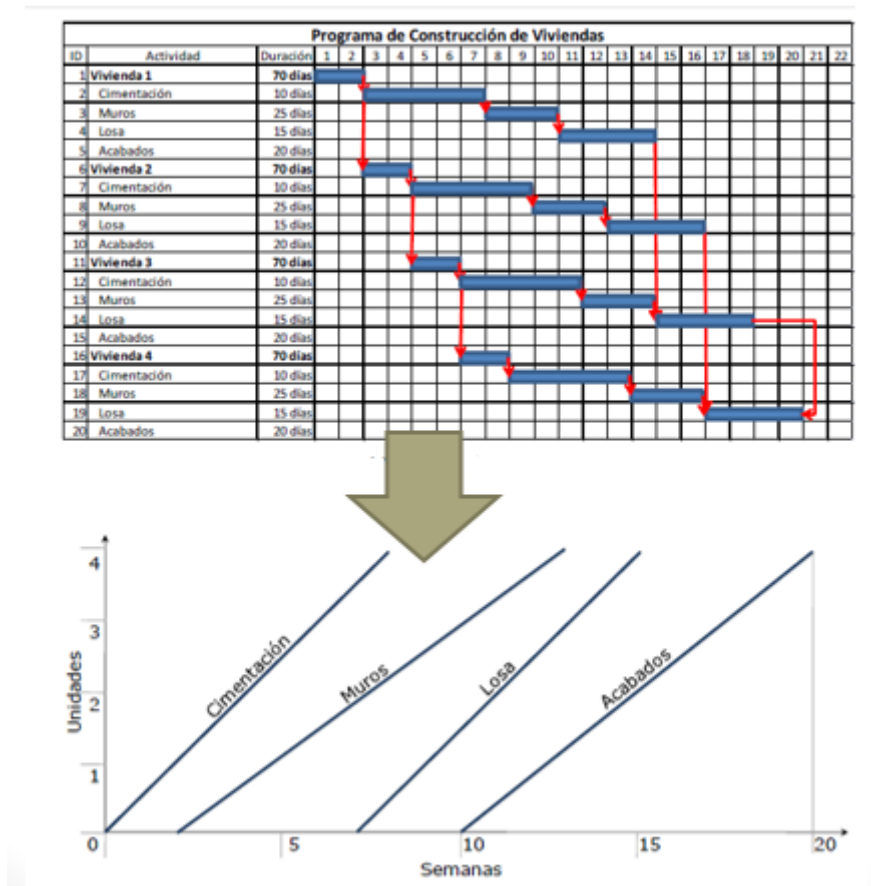 Programa de Construcción de Viviendas
ID Actividad Duración 1 2 3 4 5 6 7 8 9 10 11 12 13 14 15 16 17 18 19 20 21 22
1 Vivienda 1 70 días
2 Cimentación 10 días
3 Muros 25 días
4 Losa 15 días
5 Acabados 20 días
6 Vivienda 2 70 días
7 Cimentación 10 días
8 Muros 25 días
9 Losa 15 días
10 Acabados 20 días
11 Vivienda 3 70 días
12 Cimentación 10 días
13 Muros 25 días
14 Losa 15 días
15 Acabados 20 días
16 Vivienda 4 70 días
17 Cimentación 10 días
18 Muros 25 días
19 Losa 15 días
20 Acabados 20 días
4
3
2
1
Unidades
Cimentación
Muros
Losa
Acabados
0 5 10 15 20
Semanas